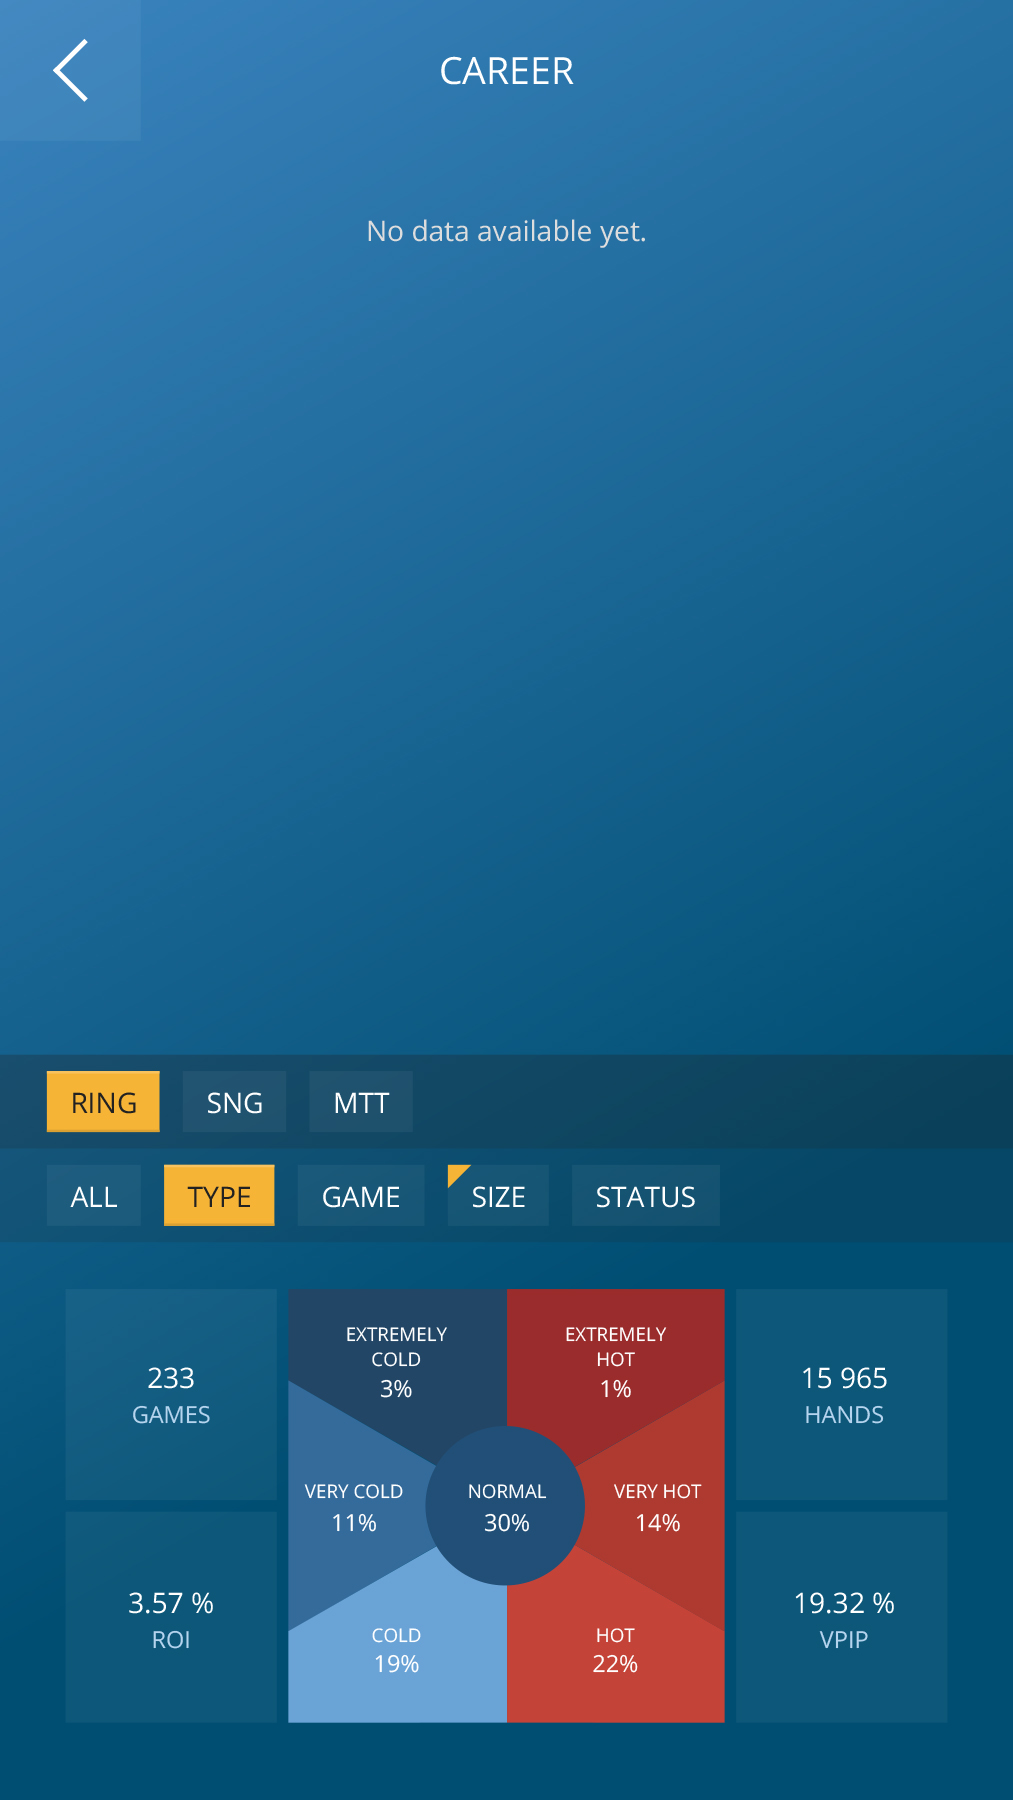 CAREER
No data available yet.
RING SNG MTT
ALL TYPE GAME SIZE STATUS
233
GAMES
EXTREMELY
COLD
3%
EXTREMELY
HOT
1%
15 965
HANDS
VERY COLD
11%
NORMAL
30%
VERY HOT
14%
3.57 %
ROI
COLD
19%
HOT
22%
19.32 %
VPIP